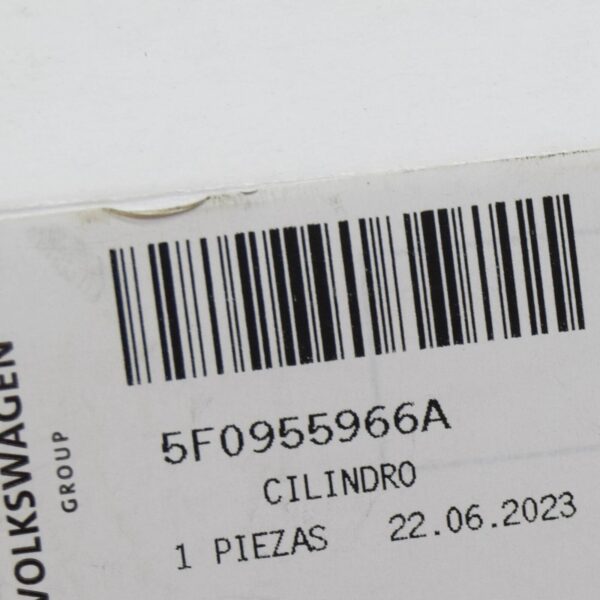 5F0955966A
CILINDRO
1 PIEZAS 22.06.2023
VOLKSWAGEN
GROUP